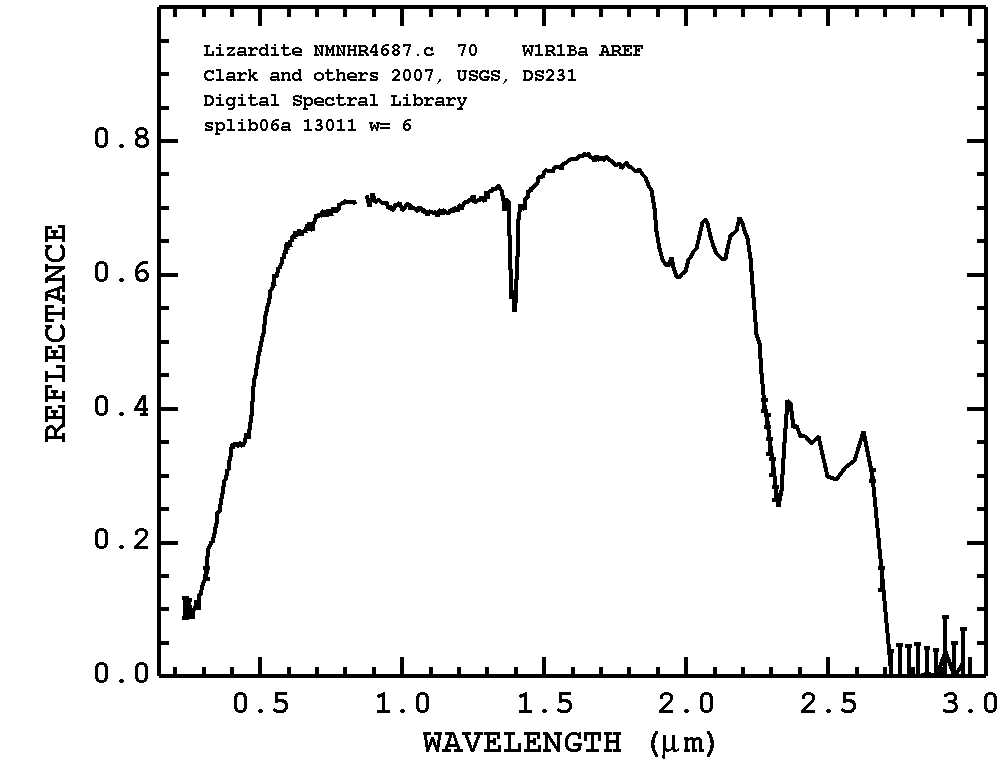 Lizardite NMNHR4687.c 70 W1R1Ba AREF
Clark and others 2007, USGS, DS231
Digital Spectral Library
splib06a 13011 w= 6
0.8
0.6
0.4
0.2
0.0
REFLECTANCE
0.5 1.0 1.5 2.0 2.5 3.0
WAVELENGTH (μm)